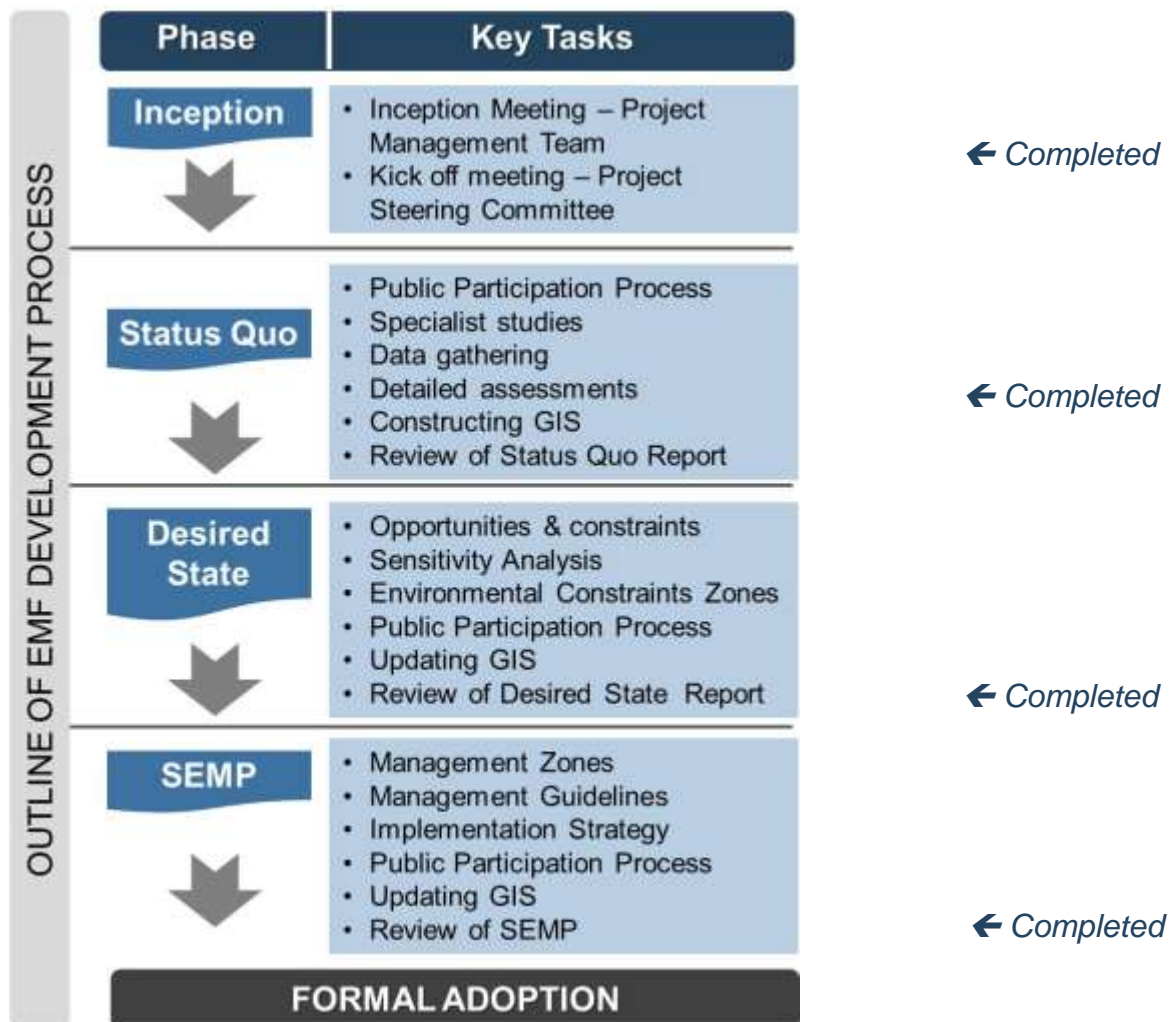 OUTLINE OF EMF DEVELOPMENT PROCESS
Phase
Key Tasks
Inception
• Inception Meeting – Project
Management Team
• Kick off meeting – Project
Steering Committee
← Completed
Status Quo
• Public Participation Process
• Specialist studies
• Data gathering
• Detailed assessments
• Constructing GIS
• Review of Status Quo Report
← Completed
Desired
State
• Opportunities & constraints
• Sensitivity Analysis
• Environmental Constraints Zones
• Public Participation Process
• Updating GIS
• Review of Desired State Report
← Completed
SEMP
• Management Zones
• Management Guidelines
• Implementation Strategy
• Public Participation Process
• Updating GIS
• Review of SEMP
← Completed
FORMAL ADOPTION